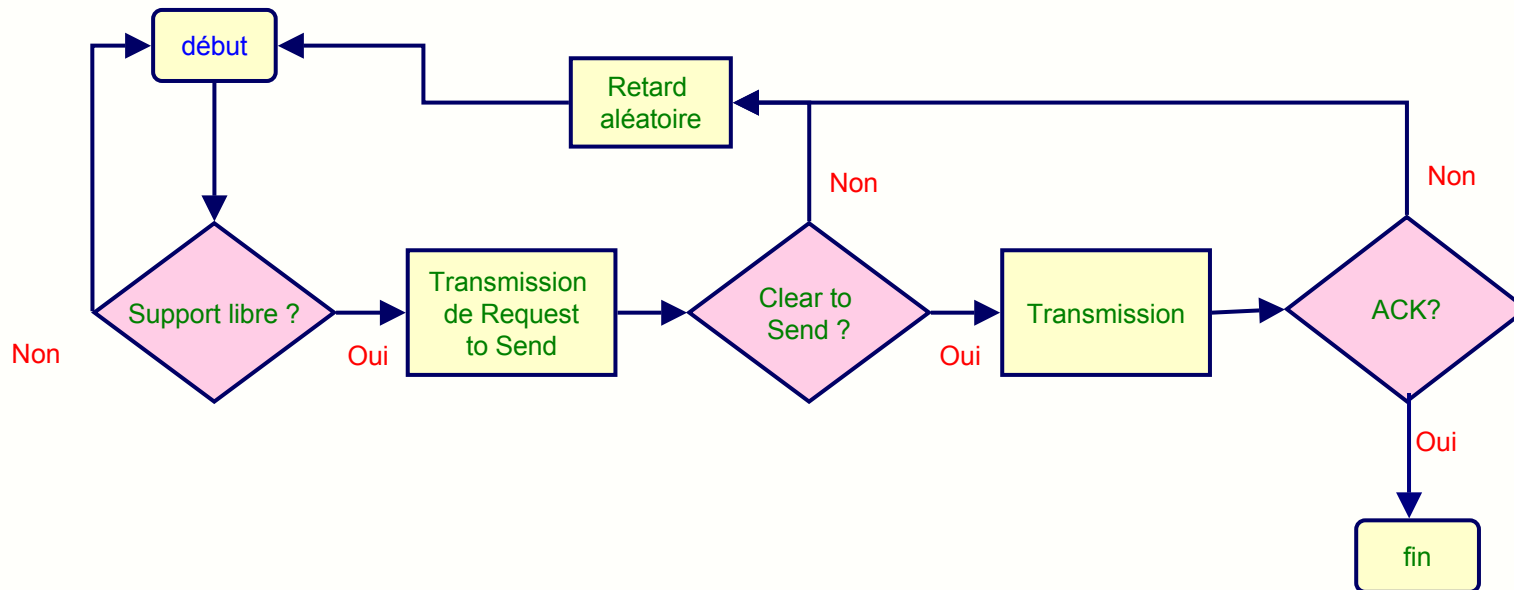 début
Retard
aléatoire
Non
Non
Support libre ?
Transmission
de Request
to Send
Clear to
Send ?
Transmission
ACK?
Non
Oui
Oui
Oui
fin